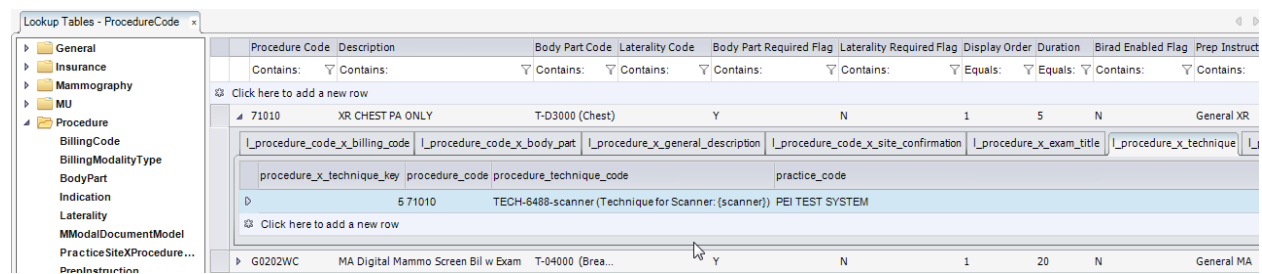 Lookup Tables - ProcedureCode ×
General
Insurance
Mammography
MU
Procedure
BillingCode
BillingModalityType
BodyPart
Indication
Laterality
MModalDocumentModel
PracticeSiteXProcedure...
PrepInstruction
Procedure Code Description Body Part Code Laterality Code Body Part Required Flag Laterality Required Flag Display Order Duration Birad Enabled Flag Prep Instruct
Contains: Contains: Contains: Contains: Contains: Contains: Equals: Equals: Contains: Contains:
Click here to add a new row
71010 XR CHEST PA ONLY T-D3000 (Chest) Y N 1 5 N General XR
l_procedure_code_x_billing_code l_procedure_code_x_body_part l_procedure_x_general_description l_procedure_code_x_site_confirmation l_procedure_x_exam_title l_procedure_x_technique
procedure_x_technique_key procedure_code procedure_technique_code practice_code
5 71010 TECH-6488-scanner (Technique for Scanner: {scanner}) PEI TEST SYSTEM
Click here to add a new row
G0202WC MA Digital Mammo Screen Bil w Exam T-04000 (Brea... Y N 1 20 N General MA